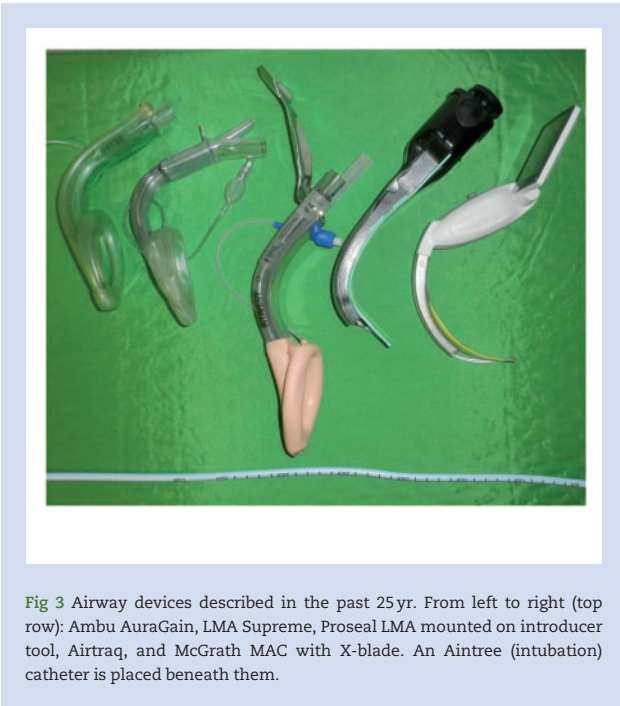 Fig 3 Airway devices described in the past 25 yr. From left to right (top
row): Ambu AuraGain, LMA Supreme, Proseal LMA mounted on introducer
tool, Airtraq, and McGrath MAC with X-blade. An Aintree (intubation)
catheter is placed beneath them.